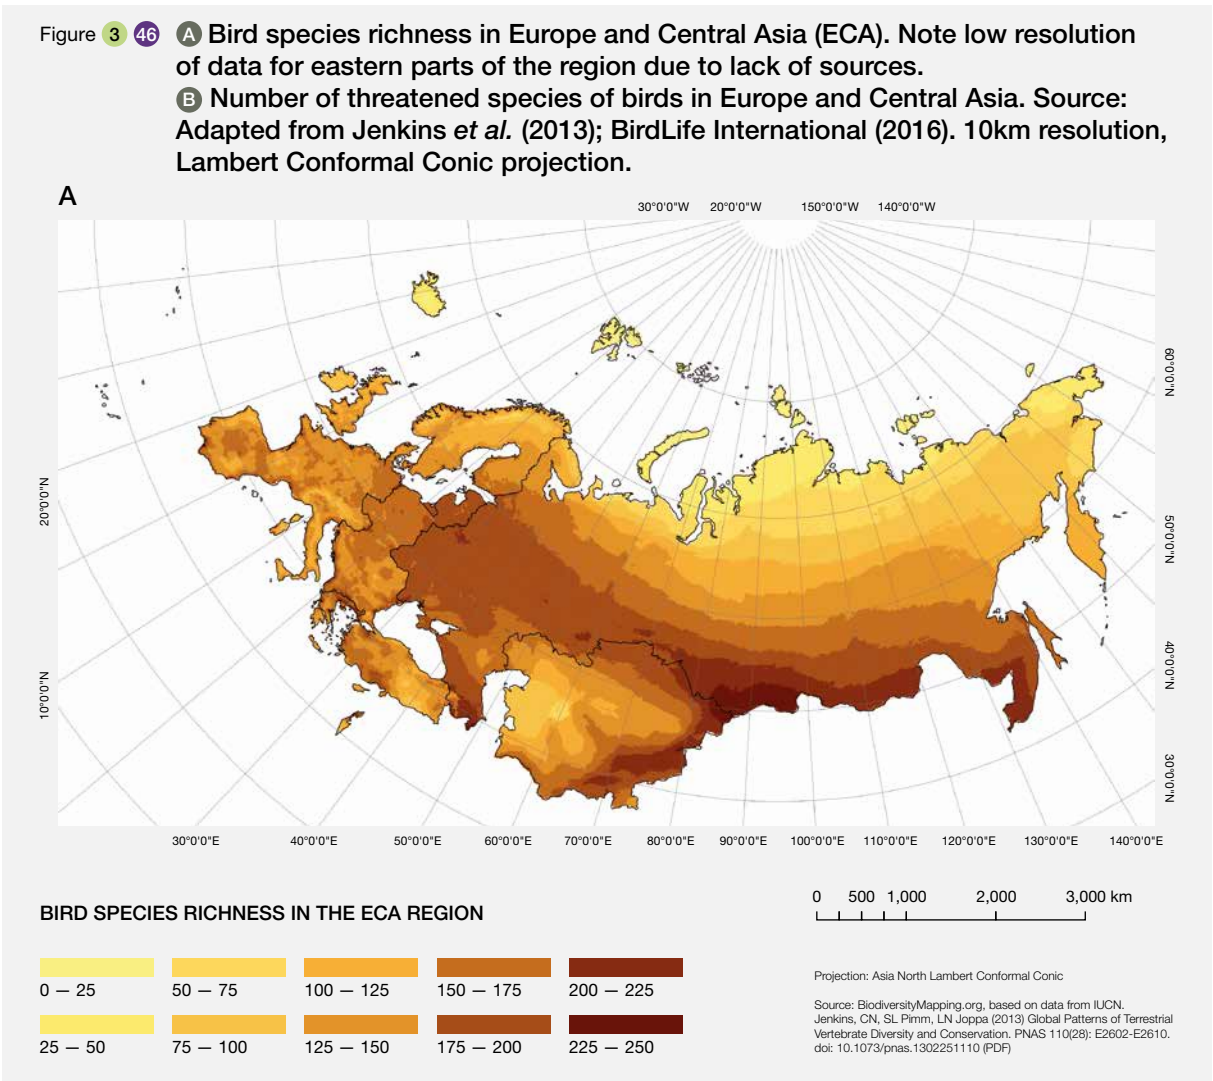 Figure 3 46 A Bird species richness in Europe and Central Asia (ECA). Note low resolution
of data for eastern parts of the region due to lack of sources.
B Number of threatened species of birds in Europe and Central Asia. Source:
Adapted from Jenkins et al. (2013); BirdLife International (2016). 10km resolution,
Lambert Conformal Conic projection.
A
30°0'0"W 20°0'0"W 150°0'0"W 140°0'0"W
60°0'0"N
20°0'0"N
50°0'0"N
10°0'0"N
40°0'0"N
30°0'0"N
30°0'0"E 40°0'0"E 50°0'0"E 60°0'0"E 70°0'0"E 80°0'0"E 90°0'0"E 100°0'0"E 110°0'0"E 120°0'0"E 130°0'0"E 140°0'0"E
0 500 1,000 2,000 3,000 km
BIRD SPECIES RICHNESS IN THE ECA REGION
0 — 25 50 — 75 100 — 125 150 — 175 200 — 225
25 — 50 75 — 100 125 — 150 175 — 200 225 — 250
Projection: Asia North Lambert Conformal Conic
Source: BiodiversityMapping.org, based on data from IUCN.
Jenkins, CN, SL Pimm, LN Joppa (2013) Global Patterns of Terrestrial
Vertebrate Diversity and Conservation. PNAS 110(28): E2602-E2610.
doi: 10.1073/pnas.1302251110 (PDF)